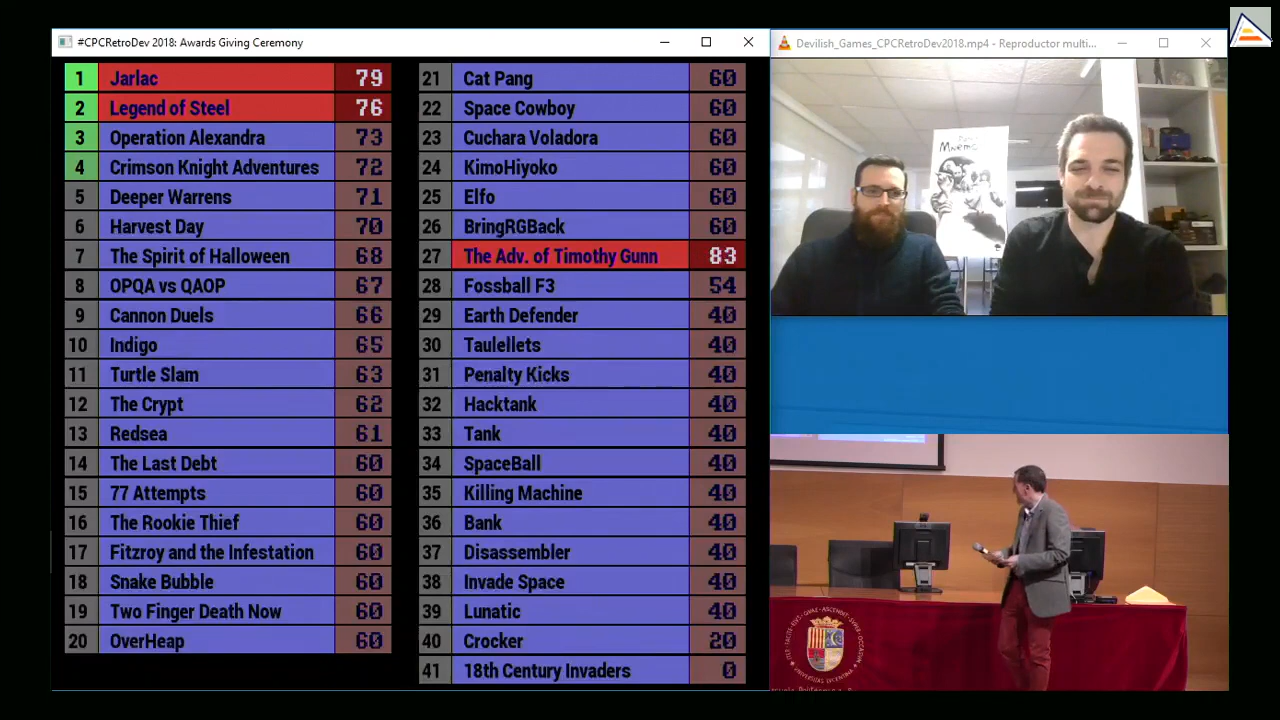 #CPCRetroDev 2018: Awards Giving Ceremony
1 Jarlac 79
2 Legend of Steel 76
3 Operation Alexandra 73
4 Crimson Knight Adventures 72
5 Deeper Warrens 71
6 Harvest Day 70
7 The Spirit of Halloween 68
8 OPQA vs QAOP 67
9 Cannon Duels 66
10 Indigo 65
11 Turtle Slam 63
12 The Crypt 62
13 Redsea 61
14 The Last Debt 60
15 77 Attempts 60
16 The Rookie Thief 60
17 Fitzroy and the Infestation 60
18 Snake Bubble 60
19 Two Finger Death Now 60
20 OverHeap 60
21 Cat Pang 60
22 Space Cowboy 60
23 Cuchara Voladora 60
24 KimoHiyoko 60
25 Elfo 60
26 BringRGBack 60
27 The Adv. of Timothy Gunn 83
28 Fossball F3 54
29 Earth Defender 40
30 Taulellets 40
31 Penalty Kicks 40
32 Hacktank 40
33 Tank 40
34 SpaceBall 40
35 Killing Machine 40
36 Bank 40
37 Disassembler 40
38 Invade Space 40
39 Lunatic 40
40 Crocker 20
41 18th Century Invaders 0
Devilish_Games_CPCRetroDev2018.mp4 - Reproductor multi...